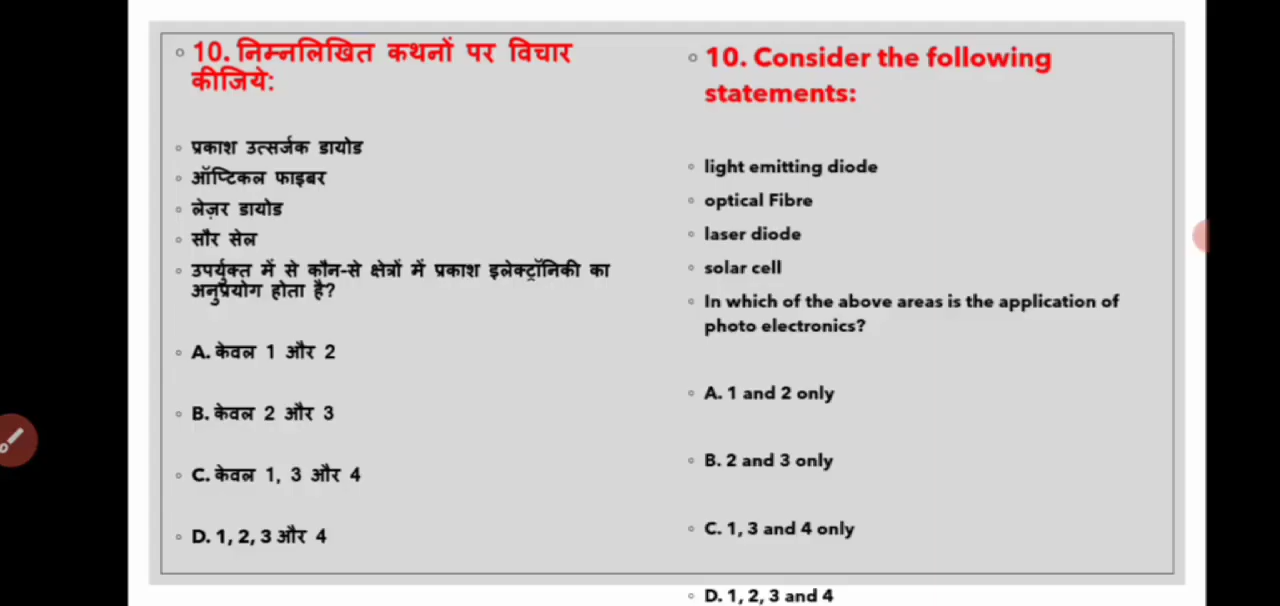 10. निम्नलिखित कथनों पर विचार
कीजिये:
प्रकाश उत्सर्जक डायोड
ऑप्टिकल फाइबर
लेज़र डायोड
सौर सेल
उपर्युक्त में से कौन-से क्षेत्रों में प्रकाश इलेक्ट्रॉनिकी का
अनुप्रयोग होता है?
A. केवल 1 और 2
B. केवल 2 और 3
C. केवल 1, 3 और 4
D. 1, 2, 3 और 4
10. Consider the following
statements:
light emitting diode
optical Fibre
laser diode
solar cell
In which of the above areas is the application of
photo electronics?
A. 1 and 2 only
B. 2 and 3 only
C. 1, 3 and 4 only
D. 1, 2, 3 and 4